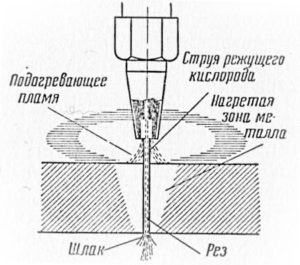 Струя режущего
кислорода
Подогревающее
пламя
Нагретая
зона ме-
талла
Шлак
Рез